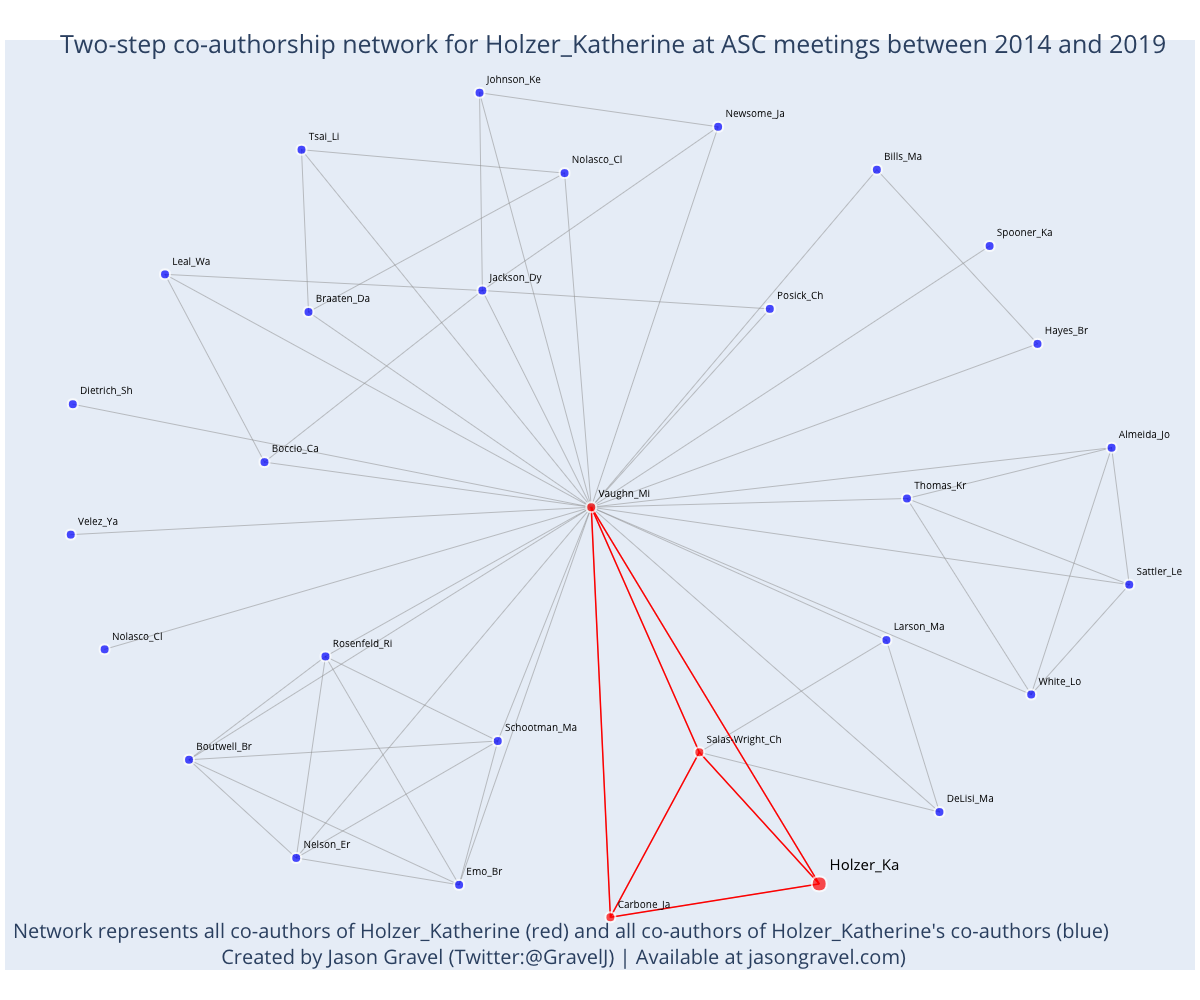 Two-step co-authorship network for Holzer_Katherine at ASC meetings between 2014 and 2019
Johnson_Ke
Newsome_Ja
Tsai_Li
Nolasco_Cl
Bills_Ma
Spooner_Ka
Leal_Wa
Jackson_Dy
Braaten_Da
Posick_Ch
Hayes_Br
Dietrich_Sh
Almeida_Jo
Boccio_Ca
Thomas_Kr
Vaughn_Mi
Velez_Ya
Sattler_Le
Larson_Ma
Nolasco_Cl
Rosenfeld_Ri
White_Lo
Schootman_Ma
Salas-Wright_Ch
Boutwell_Br
DeLisi_Ma
Nelson_Er
Holzer_Ka
Emo_Br
Carbone_Ja
Network represents all co-authors of Holzer_Katherine (red) and all co-authors of Holzer_Katherine's co-authors (blue)
Created by Jason Gravel (Twitter:@GravelJ) | Available at jasongravel.com)